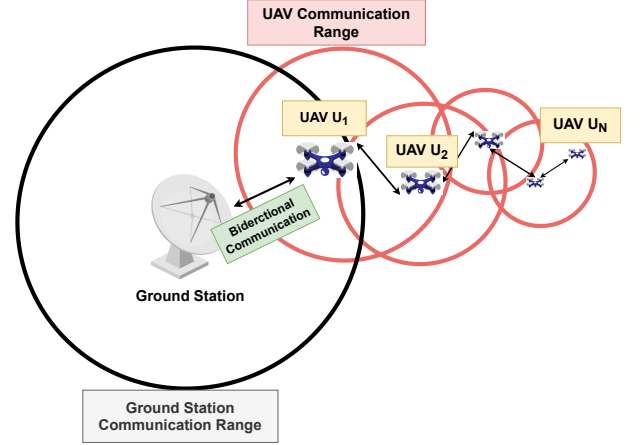 UAV Communication
Range
UAV U1
UAV U2
UAV UN
Biderctional
Communication
Ground Station
Ground Station
Communication Range